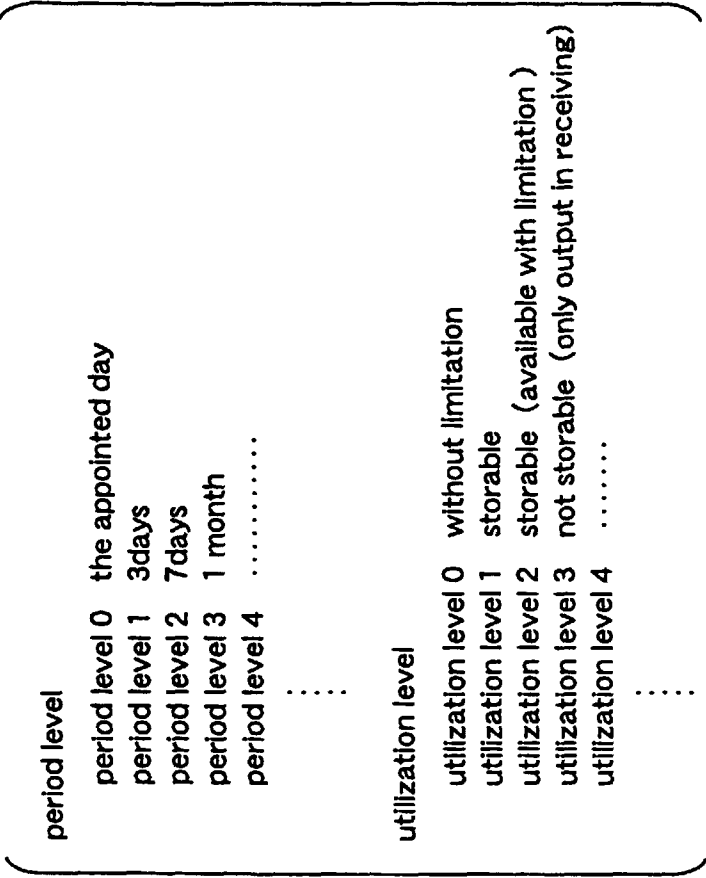 period level
period level 0 the appointed day
period level 1 3days
period level 2 7days
period level 3 1 month
period level 4 ...........
.....
utilization level
utilization level 0 without limitation
utilization level 1 storable
utilization level 2 storable (available with limitation)
utilization level 3 not storable (only output in receiving)
utilization level 4 ........
.....